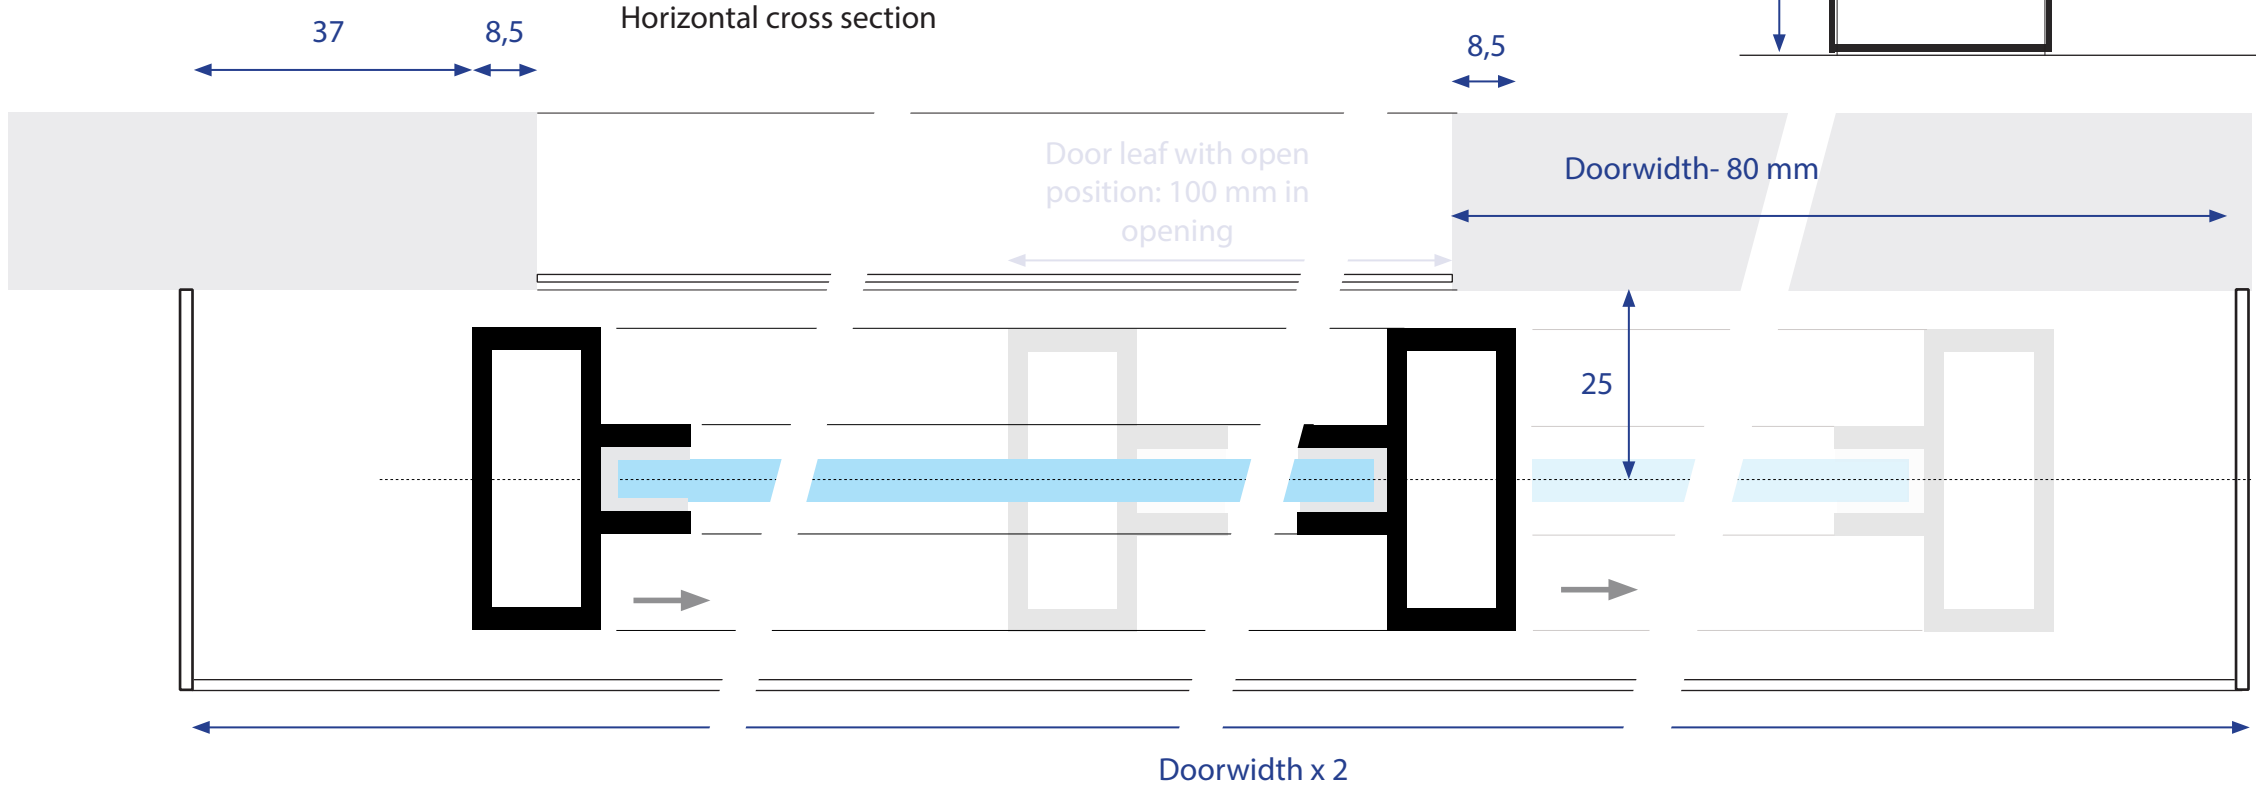 Horizontal cross section
37
8,5
8,5
Door leaf with open
position: 100 mm in
opening
Doorwidth- 80 mm
25
Doorwidth x 2